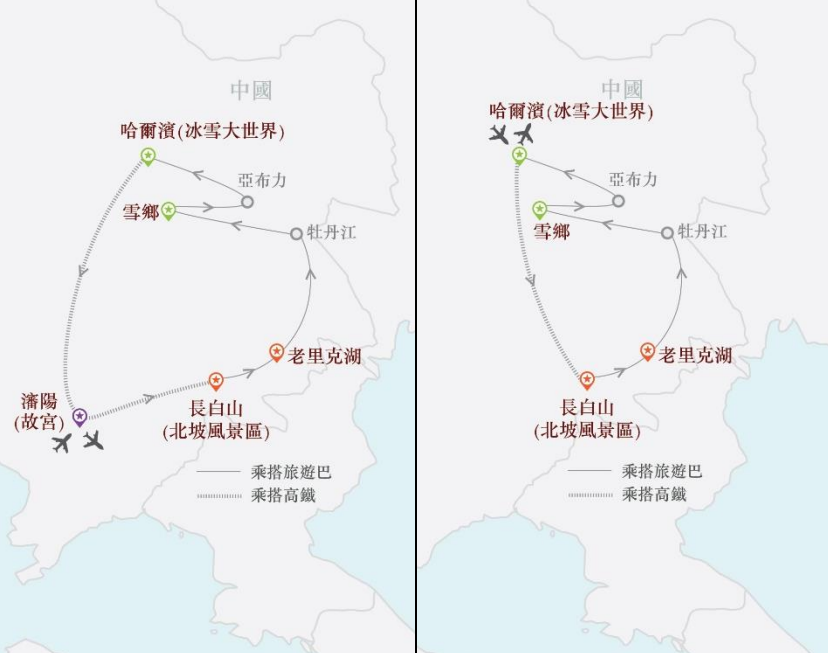 中國
哈爾濱(冰雪大世界)
亞布力
雪鄉
牡丹江
老里克湖
瀋陽
(故宮)
長白山
(北坡風景區)
乘搭旅遊巴
乘搭高鐵
中國
哈爾濱(冰雪大世界)
亞布力
雪鄉
牡丹江
老里克湖
長白山
(北坡風景區)
乘搭旅遊巴
乘搭高鐵